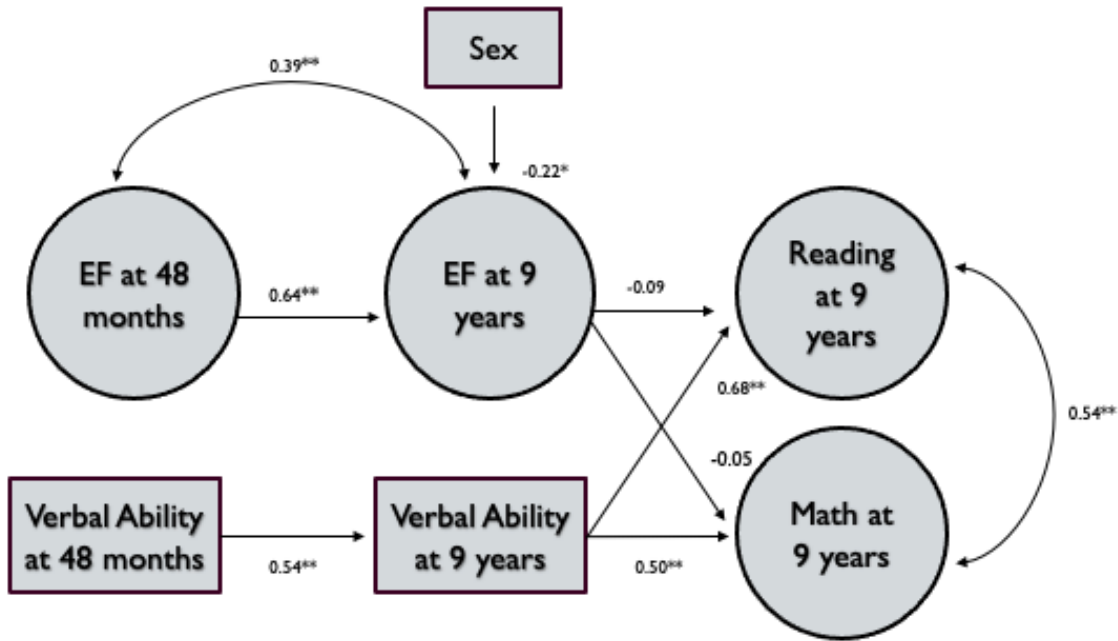 Sex
0.39**
-0.22*
EF at 48
months
0.64**
EF at 9
years
-0.09
Reading
at 9
years
0.68**
0.54**
-0.05
Verbal Ability
at 48 months
0.54**
Verbal Ability
at 9 years
0.50**
Math at
9 years